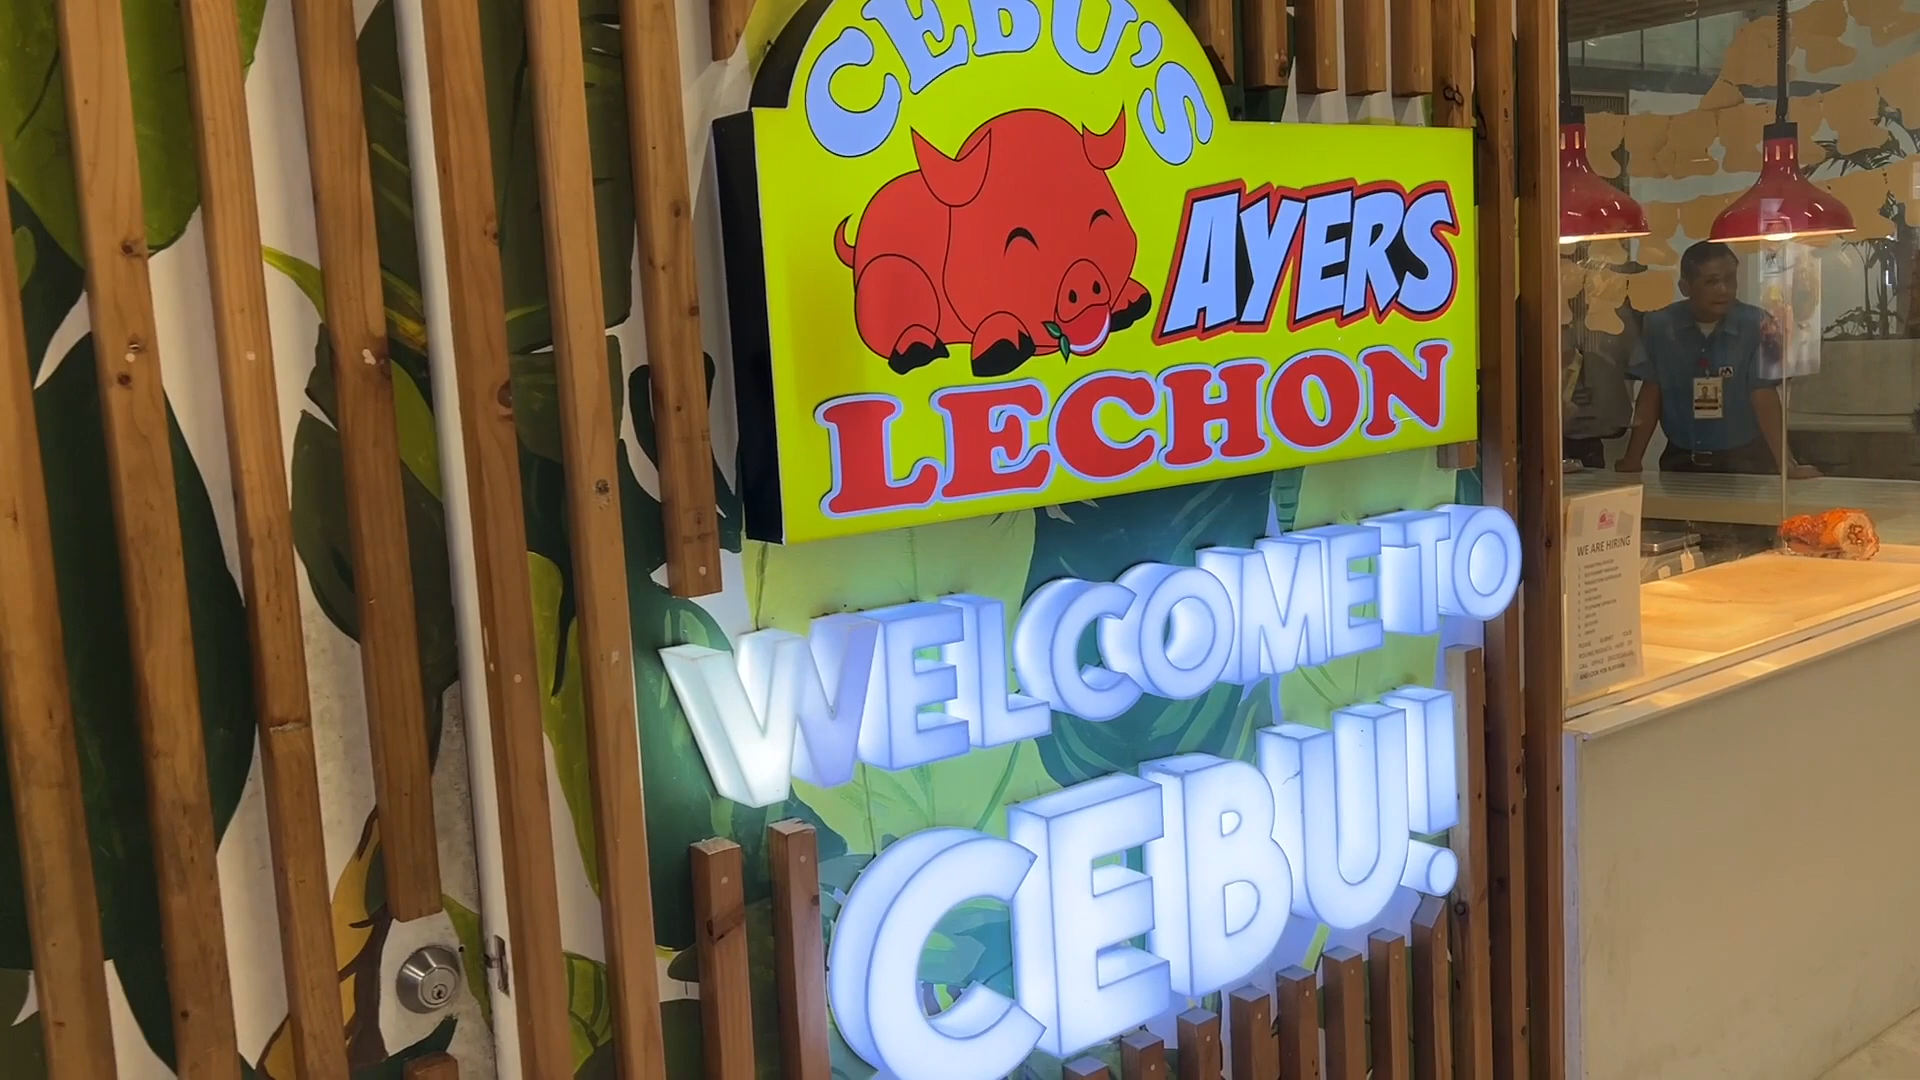 CEBU'S
AYERS
LECHON
WELCOME TO
CEBU!
WE ARE HIRING